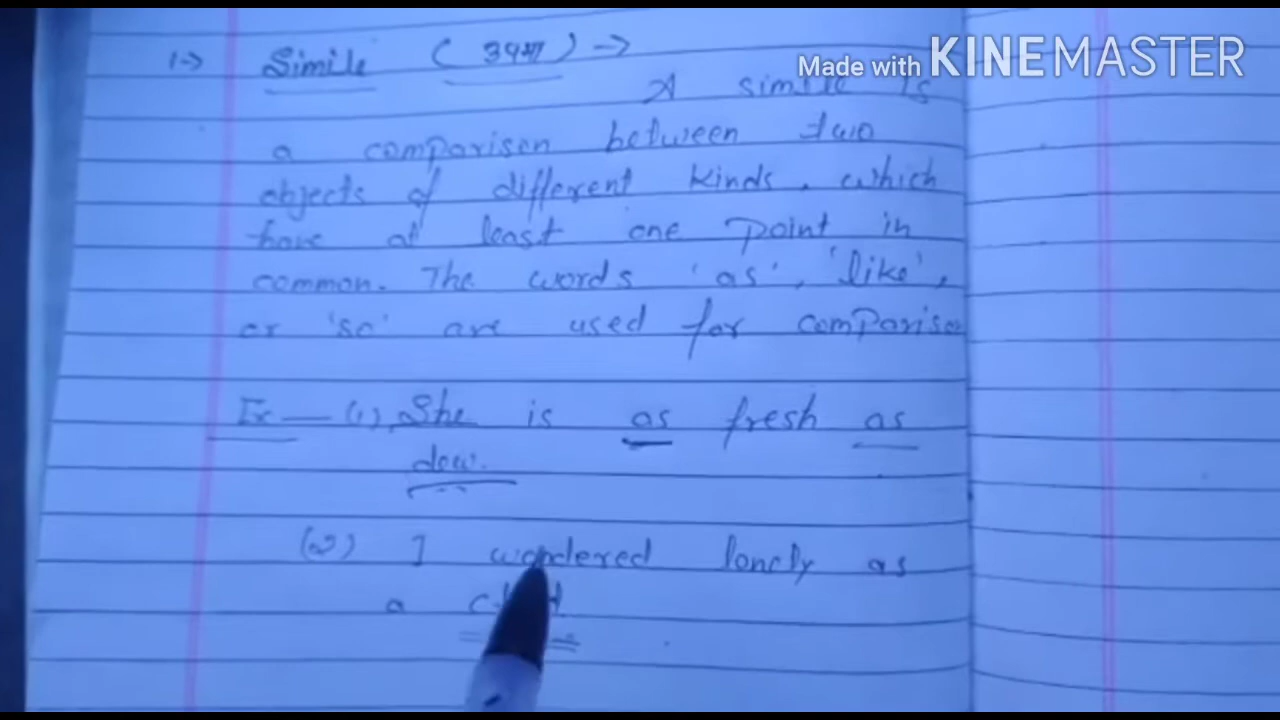 Made with KINEMASTER
1→ Simile (उपमा) →
A simile is
a comparison between two
objects of different kinds, which
have at least one point in
common. The words 'as', 'like',
or 'so' are used for comparison
Ex — (1) She is as fresh as
dew.
(2) I wandered lonely as
a